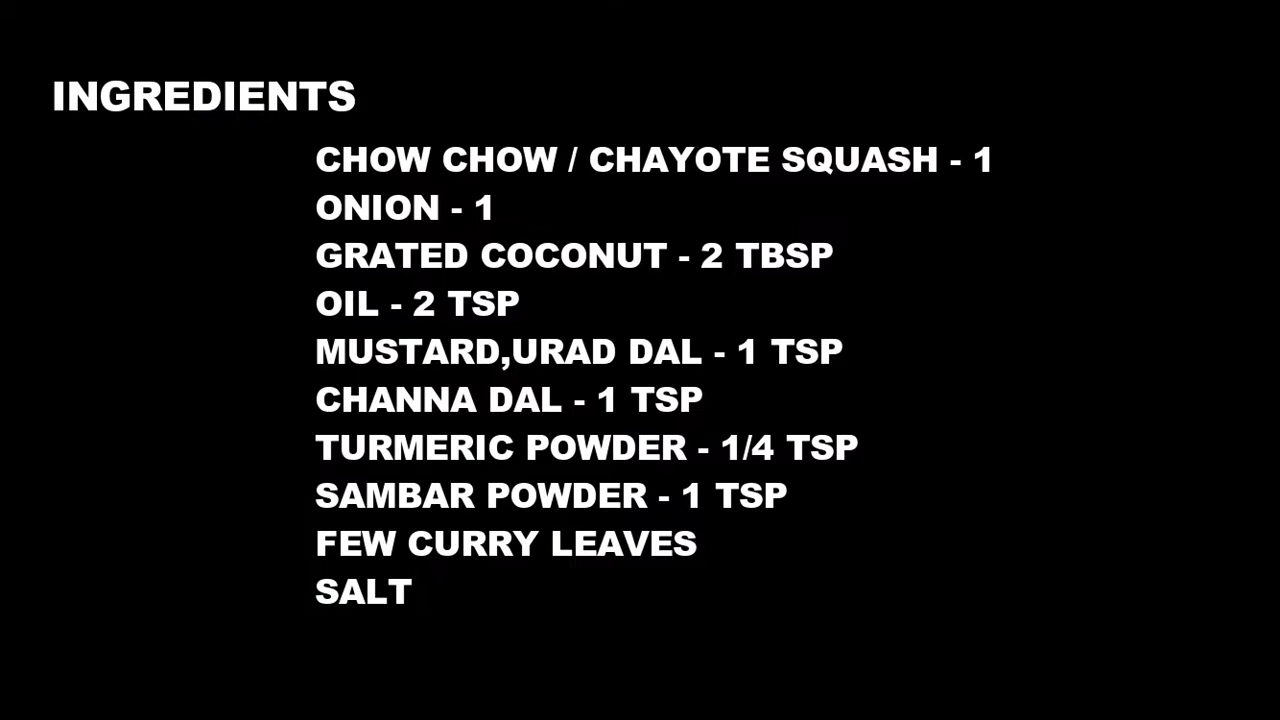 INGREDIENTS
CHOW CHOW / CHAYOTE SQUASH - 1
ONION - 1
GRATED COCONUT - 2 TBSP
OIL - 2 TSP
MUSTARD,URAD DAL - 1 TSP
CHANNA DAL - 1 TSP
TURMERIC POWDER - 1/4 TSP
SAMBAR POWDER - 1 TSP
FEW CURRY LEAVES
SALT